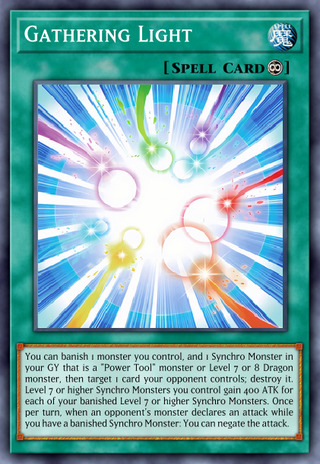 Gathering Light
魔
[Spell Card]
You can banish 1 monster you control, and 1 Synchro Monster in
your GY that is a "Power Tool" monster or Level 7 or 8 Dragon
monster, then target 1 card your opponent controls; destroy it.
Level 7 or higher Synchro Monsters you control gain 400 ATK for
each of your banished Level 7 or higher Synchro Monsters. Once
per turn, when an opponent's monster declares an attack while
you have a banished Synchro Monster: You can negate the attack.